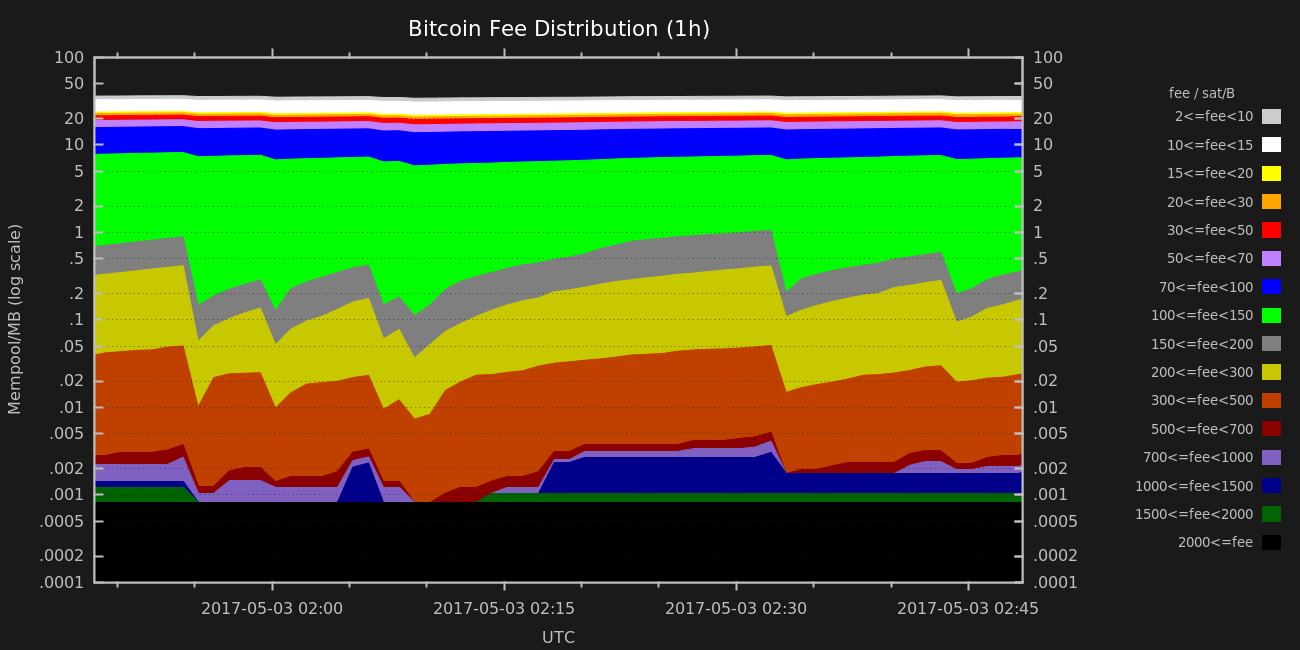 Bitcoin Fee Distribution (1h)
100
50
20
10
5
2
1
.5
.2
.1
.05
.02
.01
.005
.002
.001
.0005
.0002
.0001
Mempool/MB (log scale)
100
50
20
10
5
2
1
.5
.2
.1
.05
.02
.01
.005
.002
.001
.0005
.0002
.0001
2017-05-03 02:00
2017-05-03 02:15
2017-05-03 02:30
2017-05-03 02:45
UTC
fee / sat/B
2<=fee<10
10<=fee<15
15<=fee<20
20<=fee<30
30<=fee<50
50<=fee<70
70<=fee<100
100<=fee<150
150<=fee<200
200<=fee<300
300<=fee<500
500<=fee<700
700<=fee<1000
1000<=fee<1500
1500<=fee<2000
2000<=fee